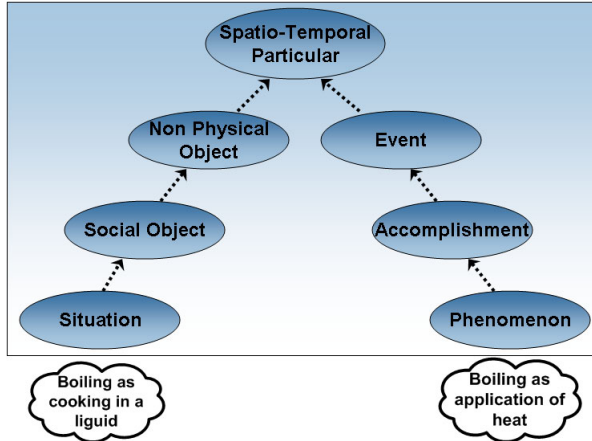 Spatio-Temporal
Particular
Non Physical
Object
Event
Social Object
Accomplishment
Situation
Phenomenon
Boiling as
cooking in a
liguid
Boiling as
application of
heat